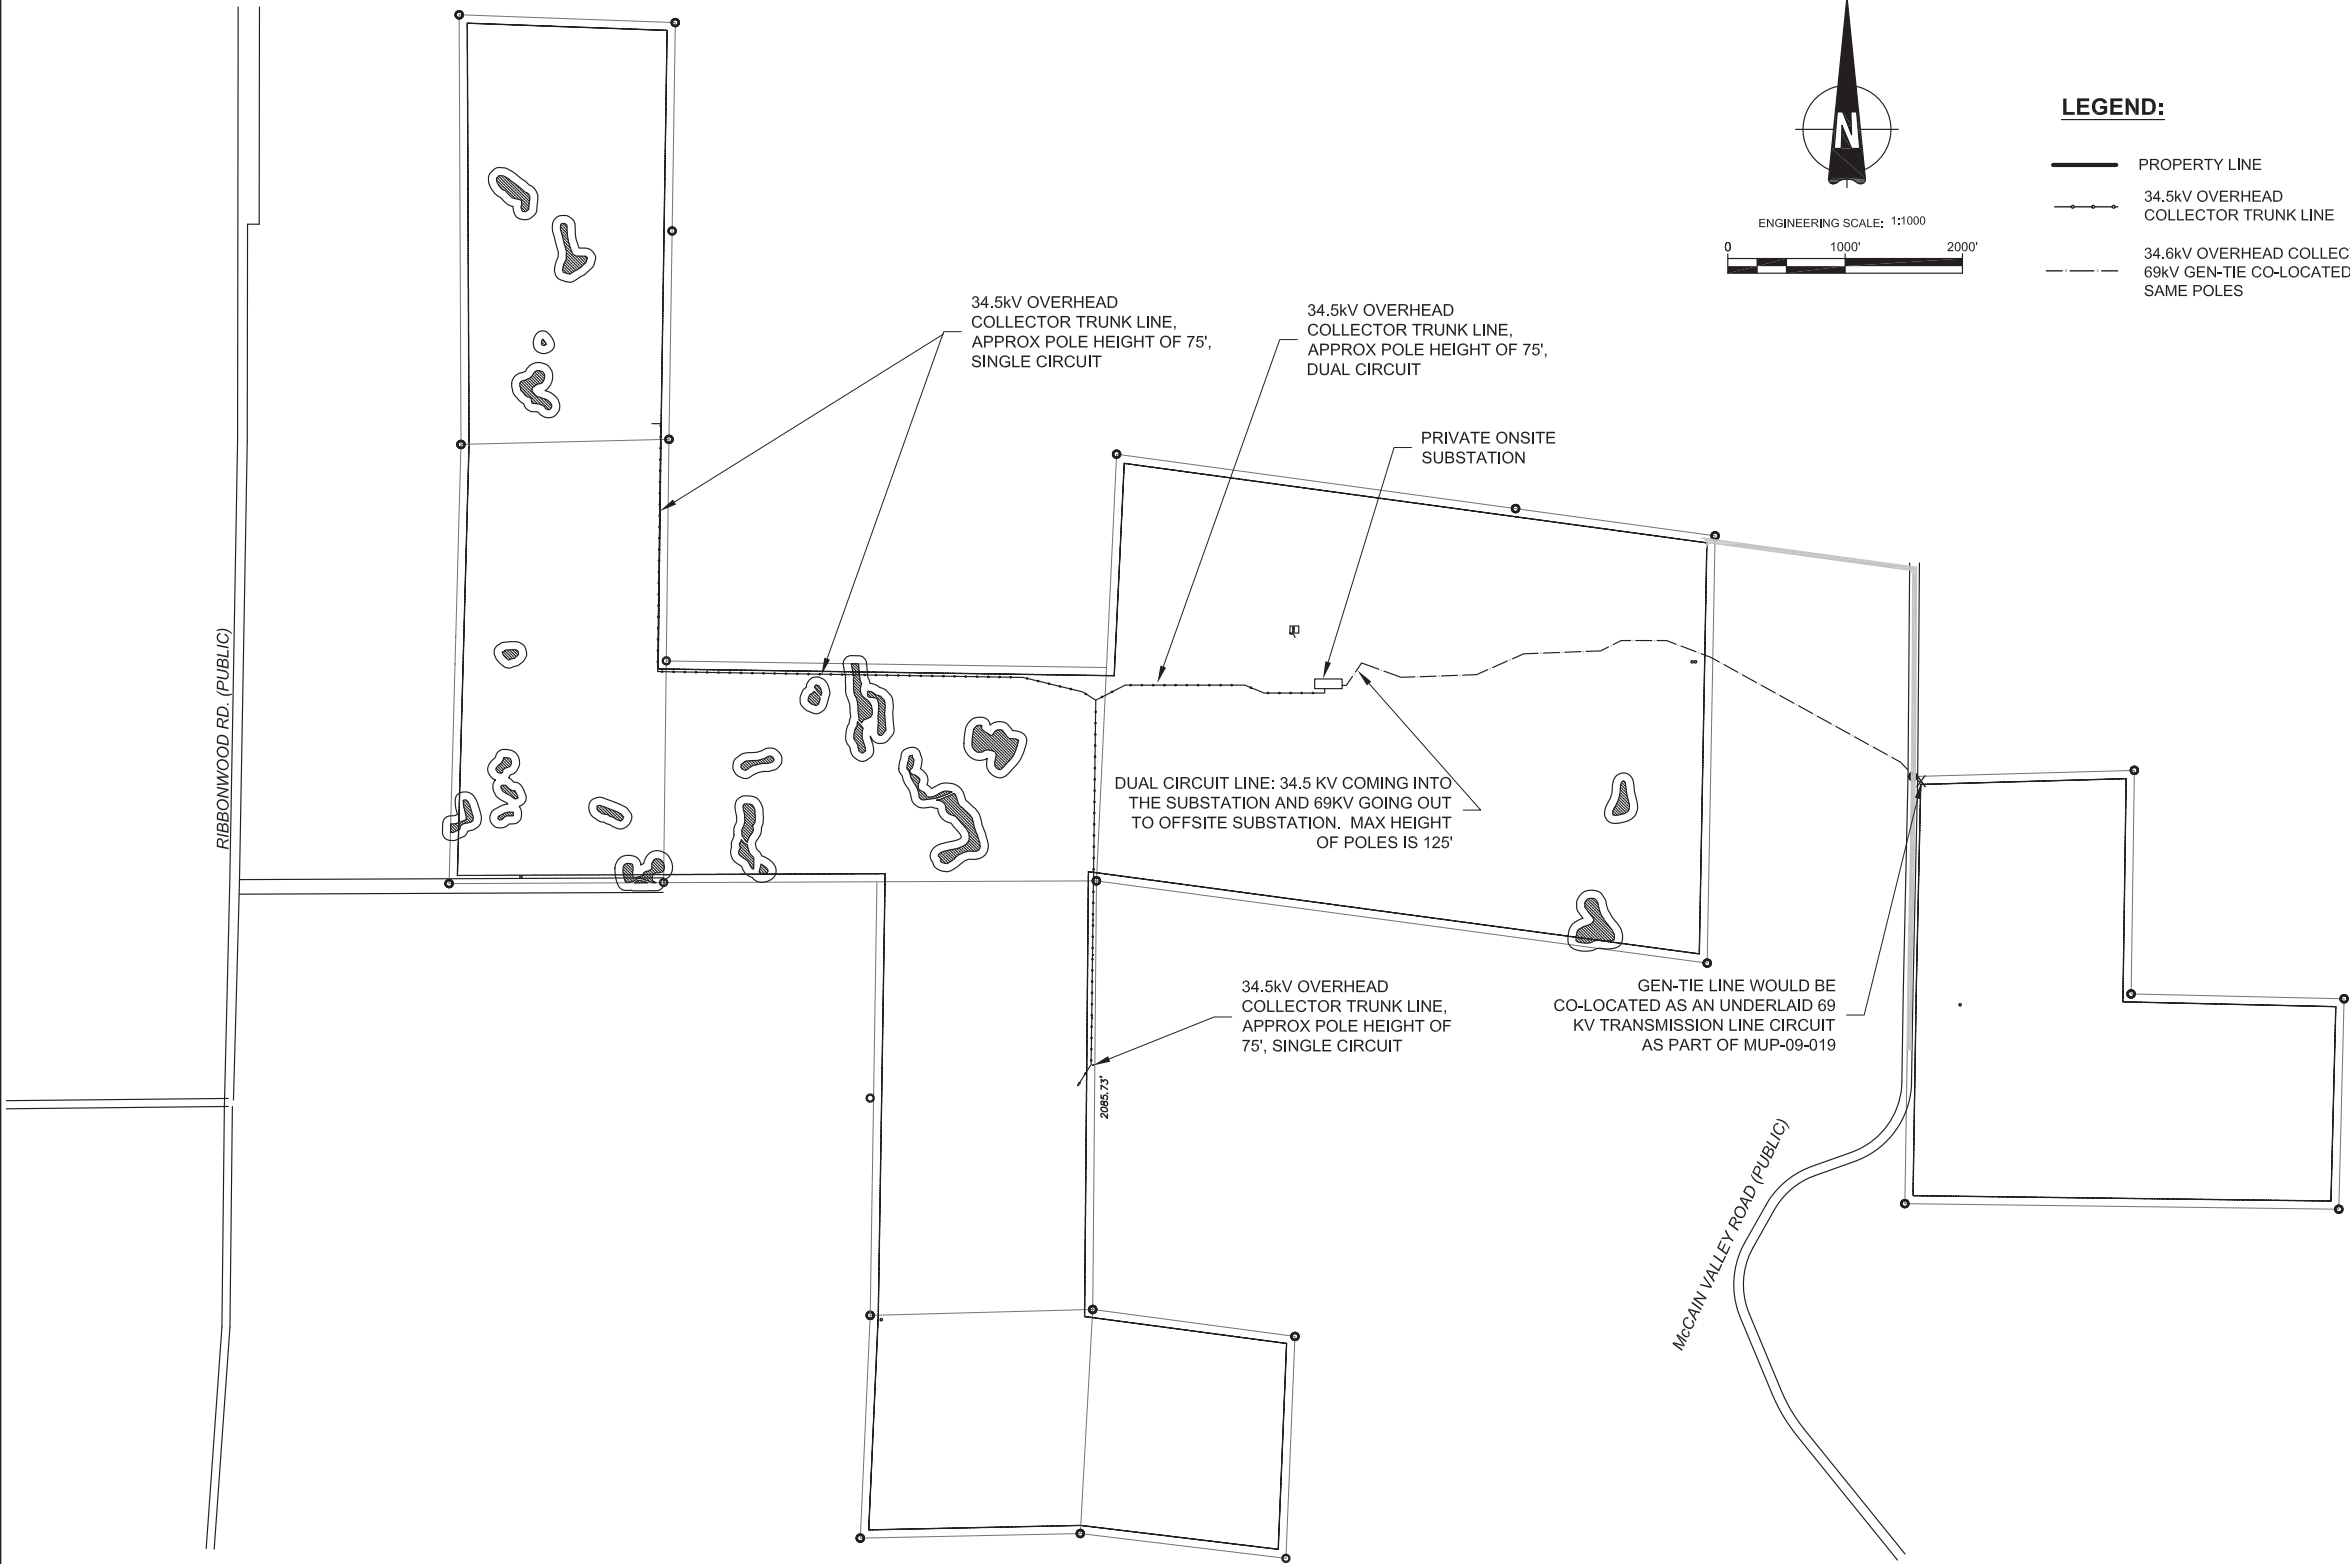 N
ENGINEERING SCALE: 1:1000
0 1000' 2000'
LEGEND:
PROPERTY LINE
34.5kV OVERHEAD
COLLECTOR TRUNK LINE
34.6kV OVERHEAD COLLEC
69kV GEN-TIE CO-LOCATED
SAME POLES
34.5kV OVERHEAD
COLLECTOR TRUNK LINE,
APPROX POLE HEIGHT OF 75',
SINGLE CIRCUIT
34.5kV OVERHEAD
COLLECTOR TRUNK LINE,
APPROX POLE HEIGHT OF 75',
DUAL CIRCUIT
PRIVATE ONSITE
SUBSTATION
RIBBONWOOD RD. (PUBLIC)
DUAL CIRCUIT LINE: 34.5 KV COMING INTO
THE SUBSTATION AND 69KV GOING OUT
TO OFFSITE SUBSTATION. MAX HEIGHT
OF POLES IS 125'
34.5kV OVERHEAD
COLLECTOR TRUNK LINE,
APPROX POLE HEIGHT OF
75', SINGLE CIRCUIT
GEN-TIE LINE WOULD BE
CO-LOCATED AS AN UNDERLAID 69
KV TRANSMISSION LINE CIRCUIT
AS PART OF MUP-09-019
2085.73'
McCAIN VALLEY ROAD (PUBLIC)